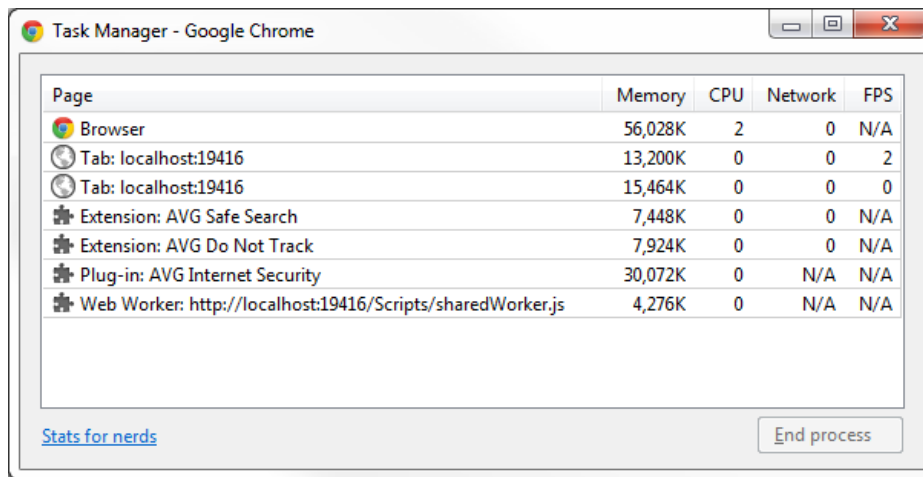 Task Manager - Google Chrome
Page Memory CPU Network FPS
Browser 56,028K 2 0 N/A
Tab: localhost:19416 13,200K 0 0 2
Tab: localhost:19416 15,464K 0 0 0
Extension: AVG Safe Search 7,448K 0 0 N/A
Extension: AVG Do Not Track 7,924K 0 0 N/A
Plug-in: AVG Internet Security 30,072K 0 N/A N/A
Web Worker: http://localhost:19416/Scripts/sharedWorker.js 4,276K 0 N/A N/A
Stats for nerds End process